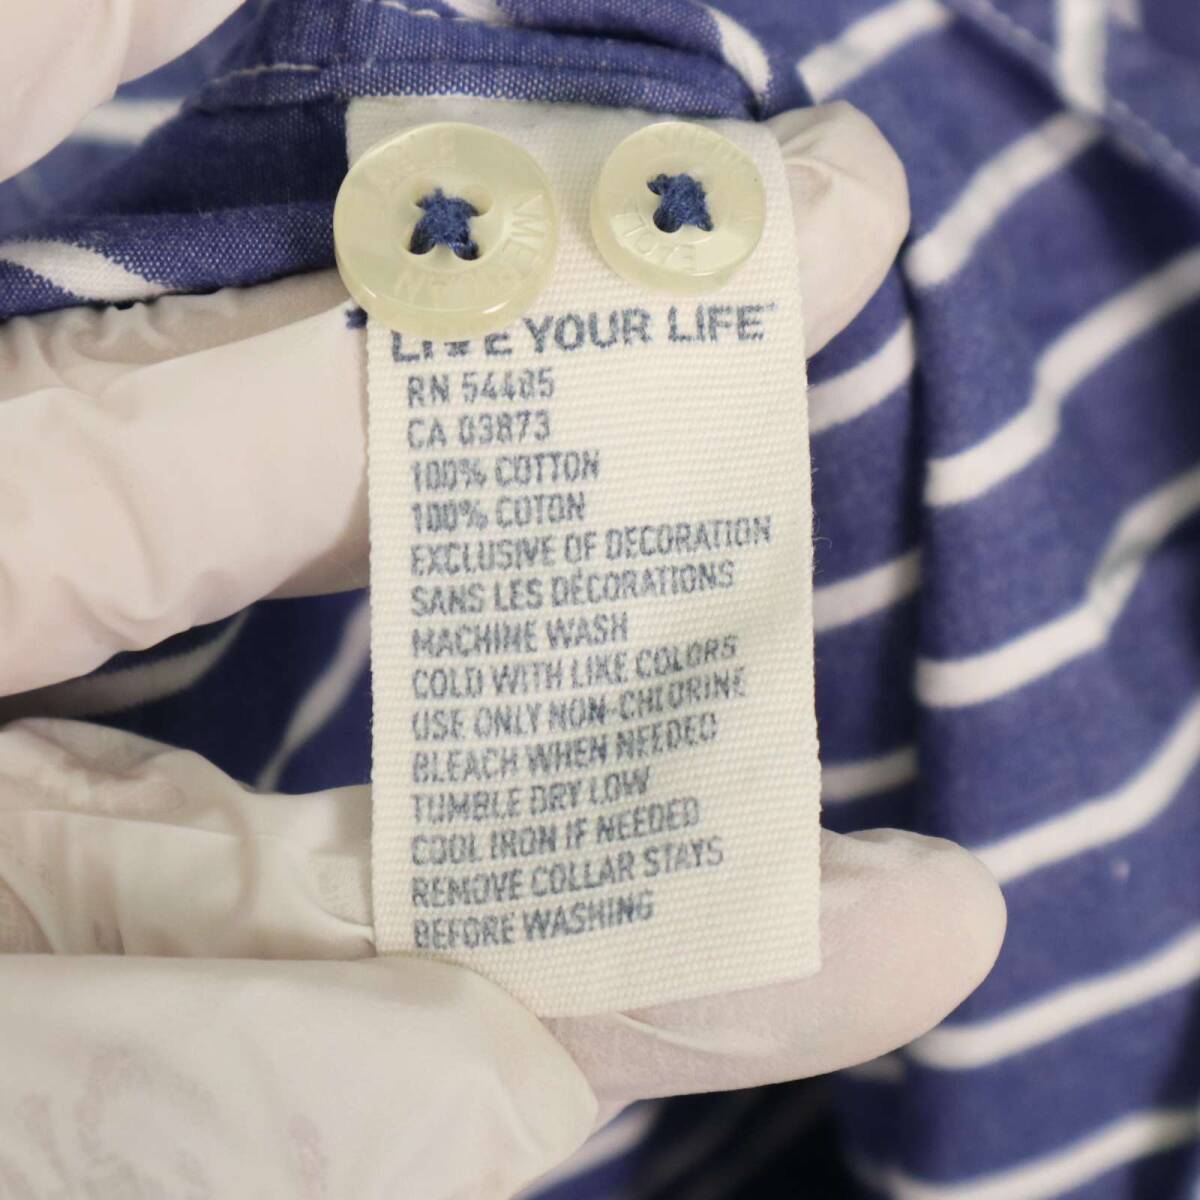 LIVE YOUR LIFE™
RN 54485
CA 03873
100% COTTON
100% COTON
EXCLUSIVE OF DECORATION
SANS LES DÉCORATIONS
MACHINE WASH
COLD WITH LIKE COLORS
USE ONLY NON-CHLORINE
BLEACH WHEN NEEDED
TUMBLE DRY LOW
COOL IRON IF NEEDED
REMOVE COLLAR STAYS
BEFORE WASHING